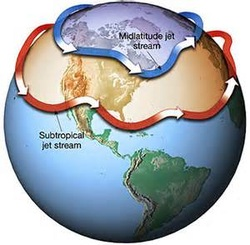 Midlatitude jet
stream
Subtropical
jet stream